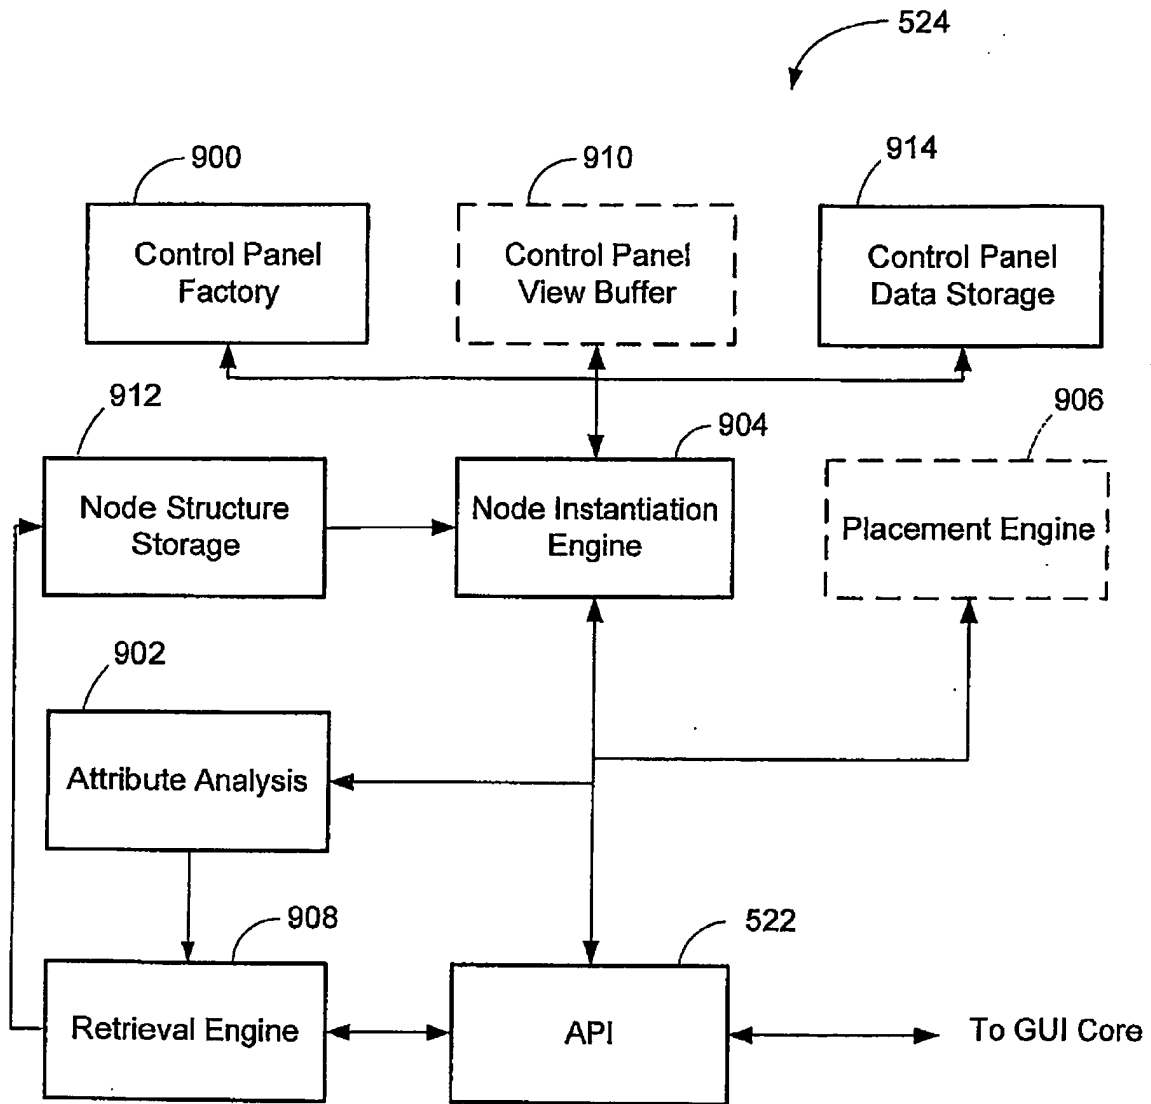 524
900
910
914
Control Panel
Factory
Control Panel
View Buffer
Control Panel
Data Storage
912
904
906
Node Structure
Storage
Node Instantiation
Engine
Placement Engine
902
Attribute Analysis
908
522
Retrieval Engine
API
To GUI Core